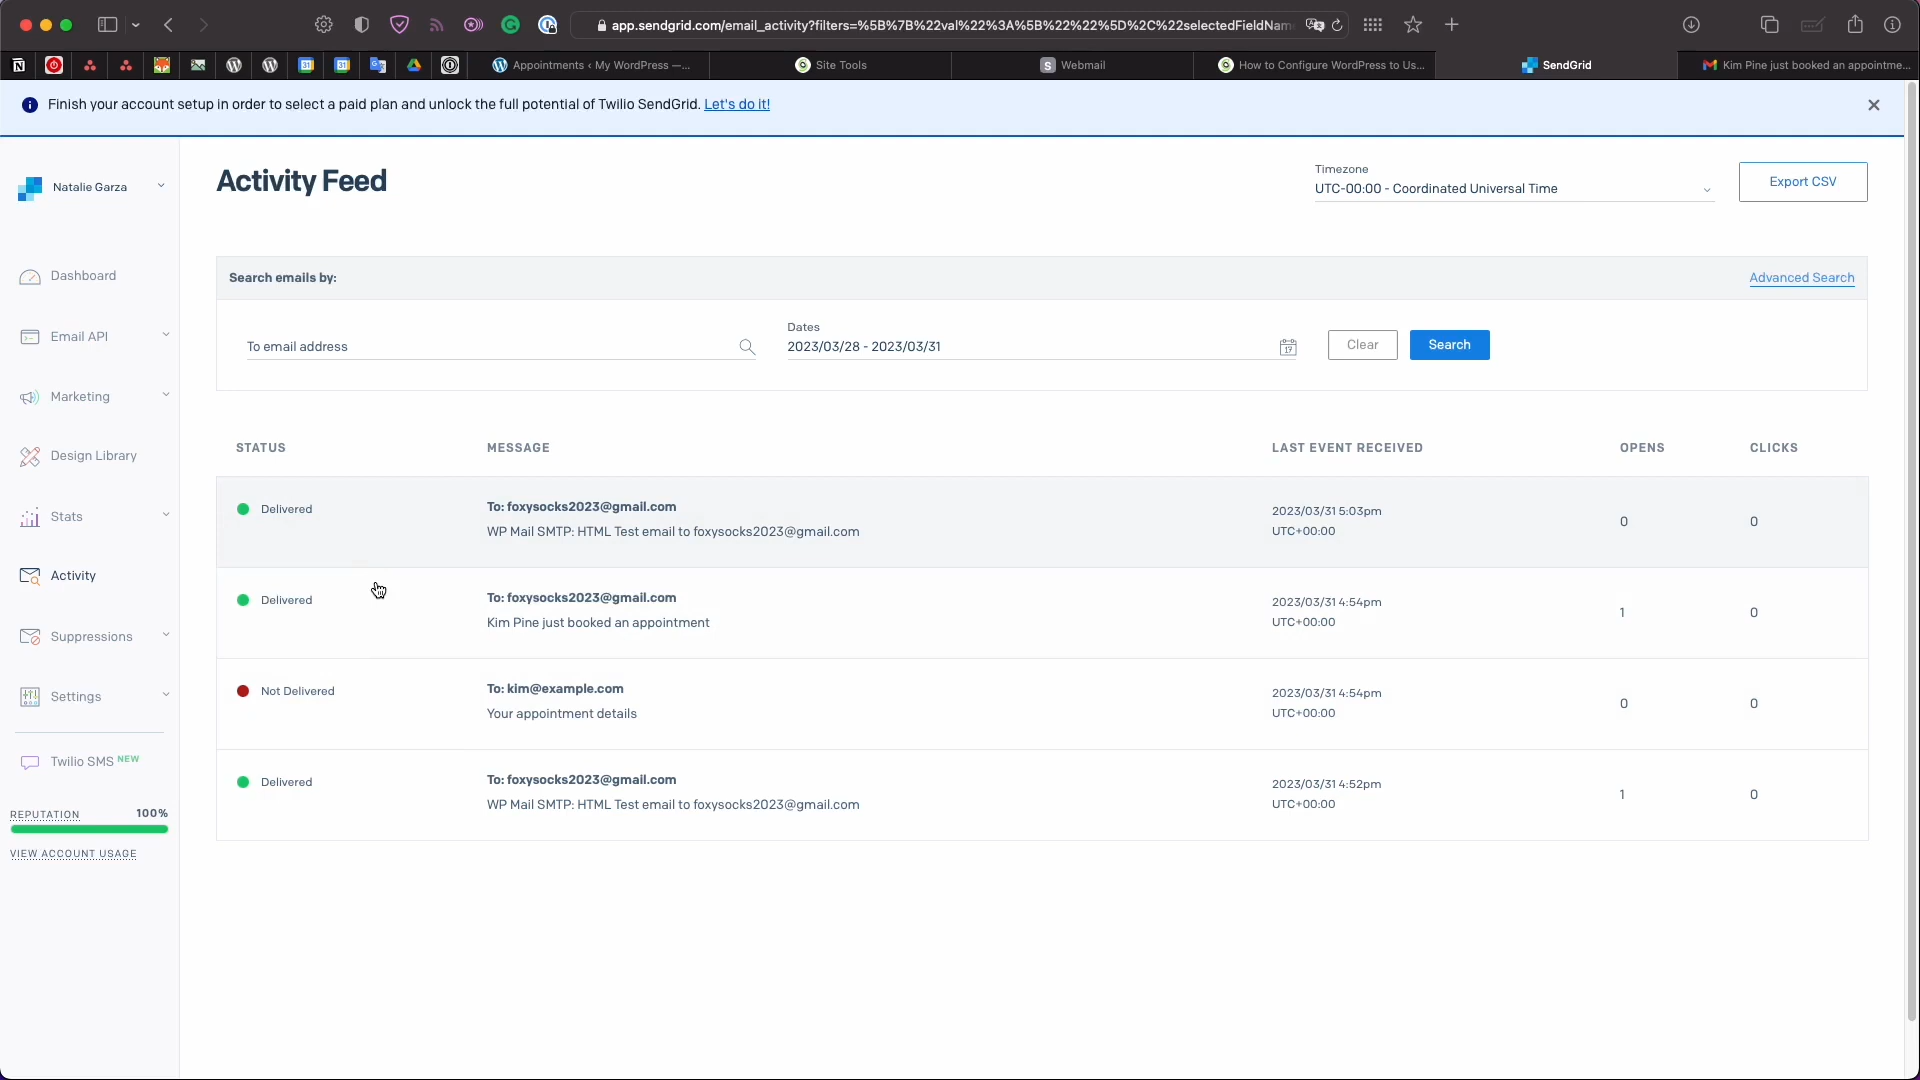 app.sendgrid.com/email_activity?filters=%5B%7B%22val%22%3A%5B%22%22%5D%2C%22selectedFieldName
Appointments ‹ My WordPress —...
Site Tools
Webmail
How to Configure WordPress to Us...
SendGrid
Kim Pine just booked an appointme...
Finish your account setup in order to select a paid plan and unlock the full potential of Twilio SendGrid. Let's do it!
Natalie Garza
Activity Feed
Timezone
UTC-00:00 - Coordinated Universal Time
Export CSV
Dashboard
Email API
Marketing
Design Library
Stats
Activity
Suppressions
Settings
Twilio SMS NEW
REPUTATION 100%
VIEW ACCOUNT USAGE
Search emails by:
Advanced Search
To email address
Dates
2023/03/28 - 2023/03/31
Clear
Search
STATUS MESSAGE LAST EVENT RECEIVED OPENS CLICKS
Delivered
To: foxysocks2023@gmail.com
WP Mail SMTP: HTML Test email to foxysocks2023@gmail.com
2023/03/31 5:03pm
UTC+00:00
0
0
Delivered
To: foxysocks2023@gmail.com
Kim Pine just booked an appointment
2023/03/31 4:54pm
UTC+00:00
1
0
Not Delivered
To: kim@example.com
Your appointment details
2023/03/31 4:54pm
UTC+00:00
0
0
Delivered
To: foxysocks2023@gmail.com
WP Mail SMTP: HTML Test email to foxysocks2023@gmail.com
2023/03/31 4:52pm
UTC+00:00
1
0